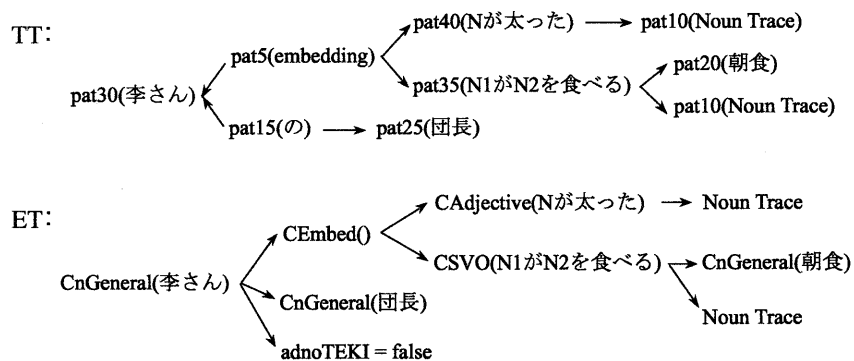 TT:
pat40(Nが太った)
pat10(Noun Trace)
pat5(embedding)
pat20(朝食)
pat35(N1がN2を食べる)
pat30(李さん)
pat10(Noun Trace)
pat15(の)
pat25(団長)
ET:
CAdjective(Nが太った)
Noun Trace
CEmbed()
CSVO(N1がN2を食べる)
CnGeneral(朝食)
CnGeneral(李さん)
CnGeneral(団長)
Noun Trace
adnoTEKI = false